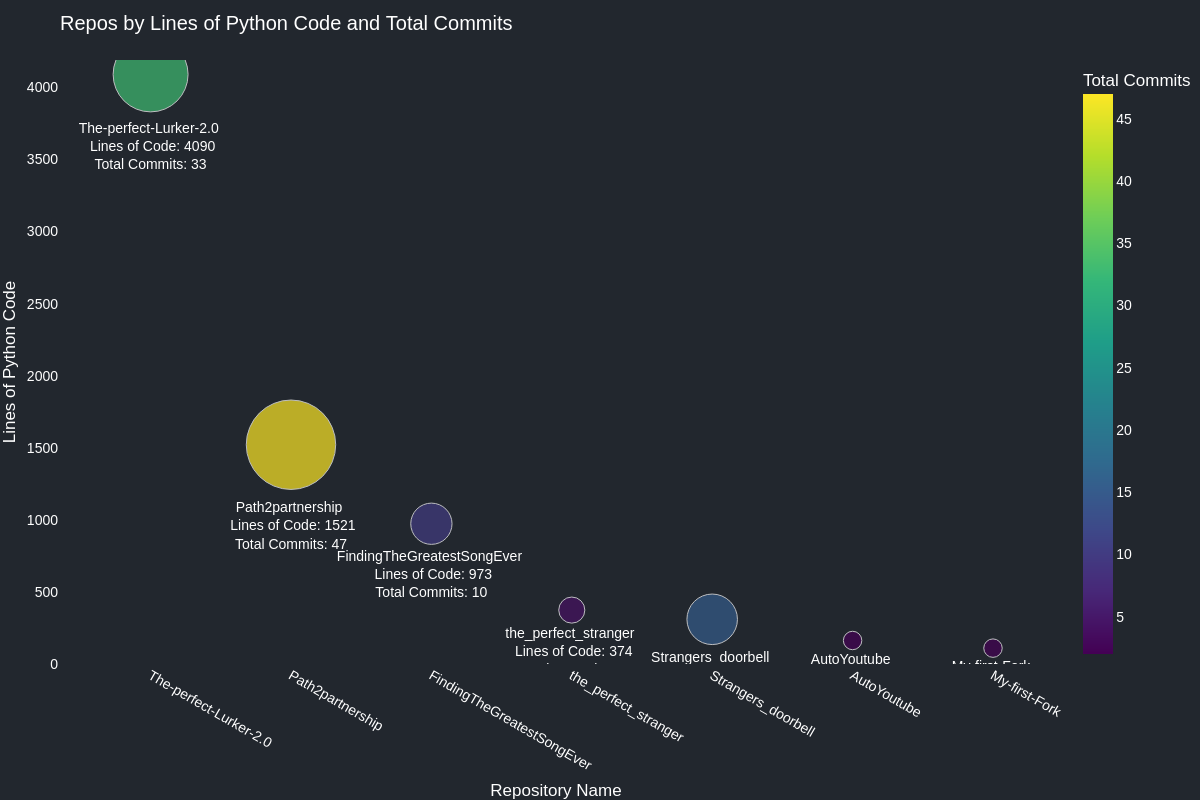 Repos by Lines of Python Code and Total Commits
Total Commits
45
40
35
30
25
20
15
10
5
Lines of Python Code
4000
3500
3000
2500
2000
1500
1000
500
0
The-perfect-Lurker-2.0
Lines of Code: 4090
Total Commits: 33
Path2partnership
Lines of Code: 1521
Total Commits: 47
FindingTheGreatestSongEver
Lines of Code: 973
Total Commits: 10
the_perfect_stranger
Lines of Code: 374
Strangers_doorbell
AutoYoutube
My-first-Fork
The-perfect-Lurker-2.0
Path2partnership
FindingTheGreatestSongEver
the_perfect_stranger
Strangers_doorbell
AutoYoutube
My-first-Fork
Repository Name